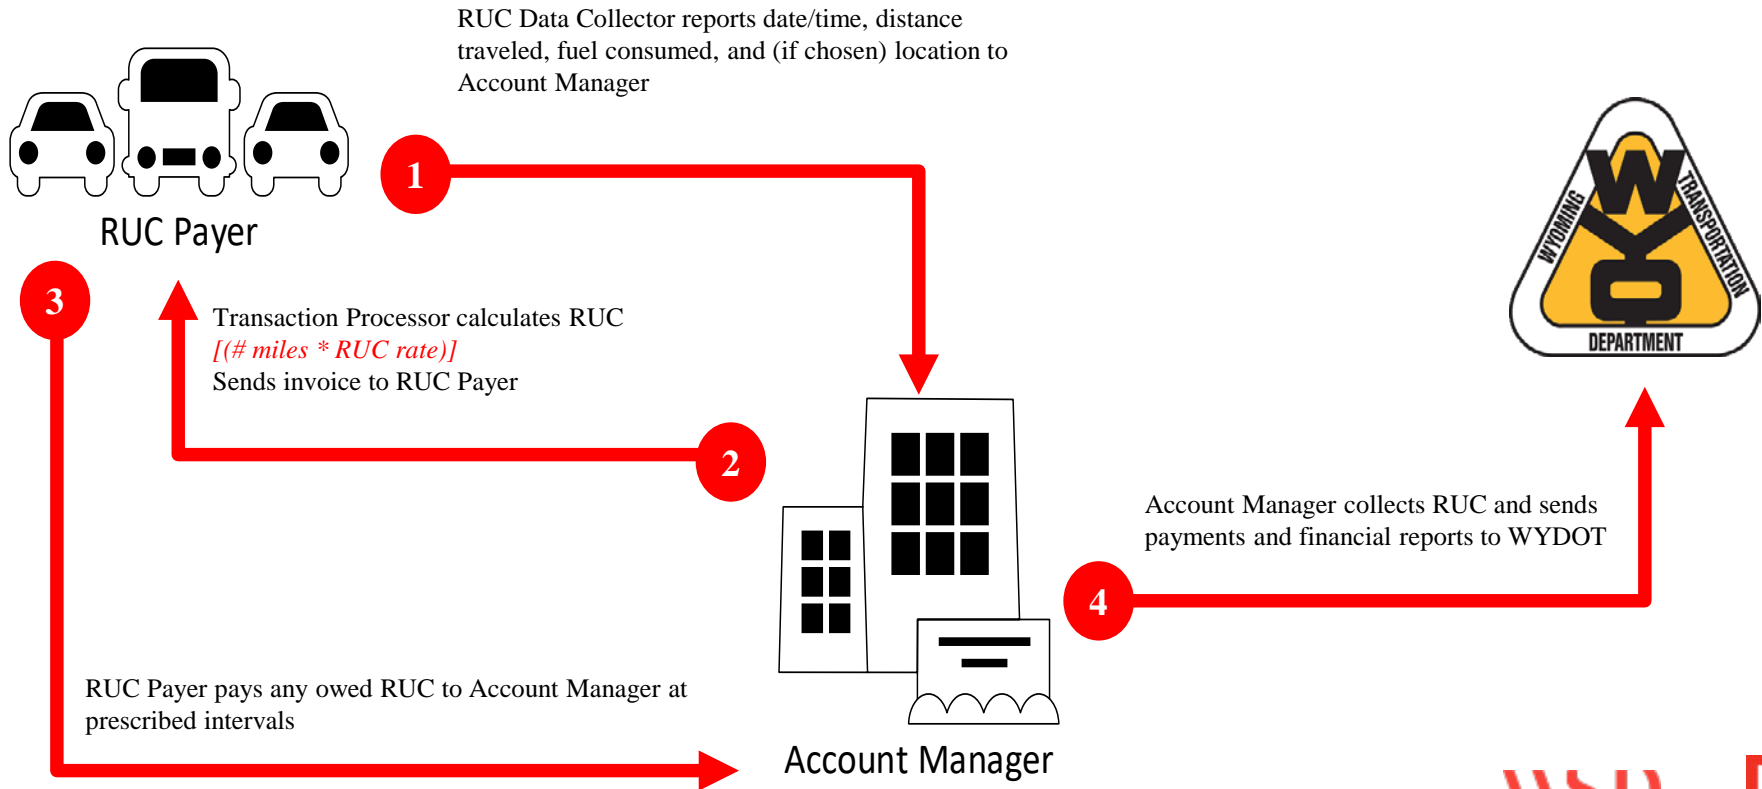 RUC Data Collector reports date/time, distance
traveled, fuel consumed, and (if chosen) location to
Account Manager
1
RUC Payer
3
Transaction Processor calculates RUC
[(# miles * RUC rate)]
Sends invoice to RUC Payer
2
WYOMING
TRANSPORTATION
DEPARTMENT
WYO
Account Manager collects RUC and sends
payments and financial reports to WYDOT
4
RUC Payer pays any owed RUC to Account Manager at
prescribed intervals
Account Manager